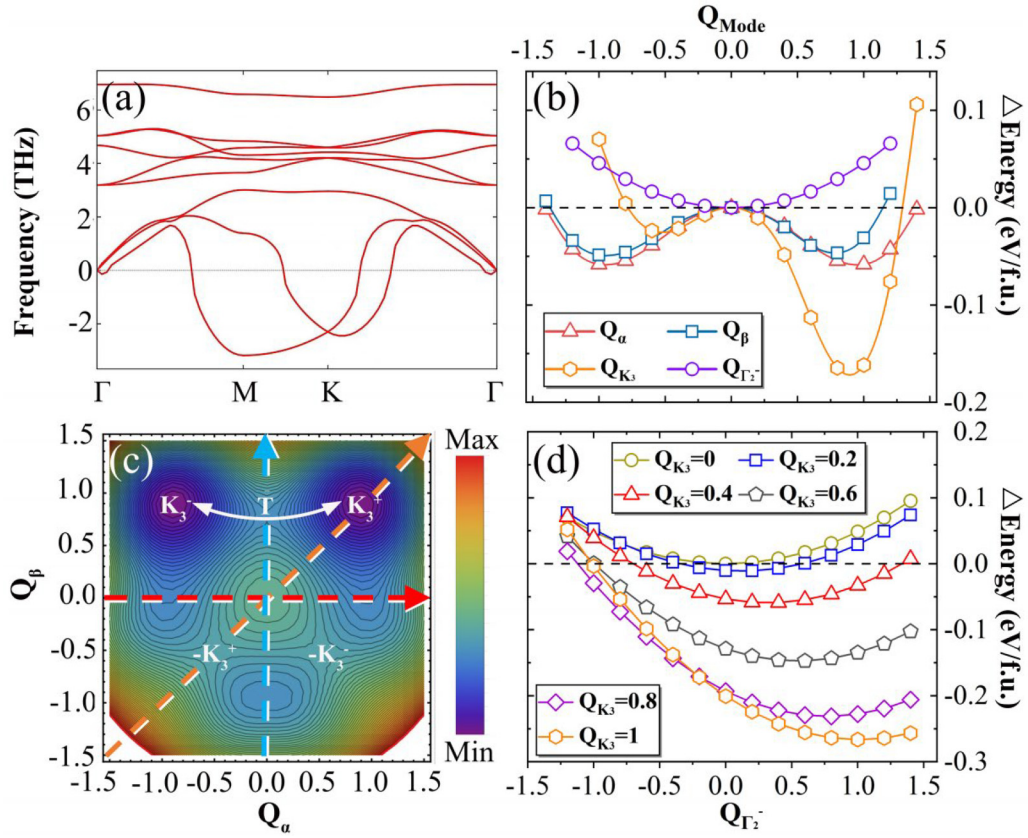 (a)
Frequency (THz)
6
4
2
0
-2
Γ M K Γ
Q_Mode
-1.5 -1.0 -0.5 0.0 0.5 1.0 1.5
(b)
0.1
0.0
-0.1
-0.2
△Energy (eV/f.u.)
Q_α Q_β
Q_K₃ Q_Γ₂⁻
(c)
1.5
1.0
0.5
0.0
-0.5
-1.0
-1.5
Q_β
K₃⁻ T K₃⁺
-K₃⁺ -K₃⁻
-1.5 -1.0 -0.5 0.0 0.5 1.0 1.5
Q_α
Max
Min
(d)
Q_K₃=0 Q_K₃=0.2
Q_K₃=0.4 Q_K₃=0.6
Q_K₃=0.8
Q_K₃=1
0.2
0.1
0.0
-0.1
-0.2
-0.3
△Energy (eV/f.u.)
-1.5 -1.0 -0.5 0.0 0.5 1.0 1.5
Q_Γ₂⁻